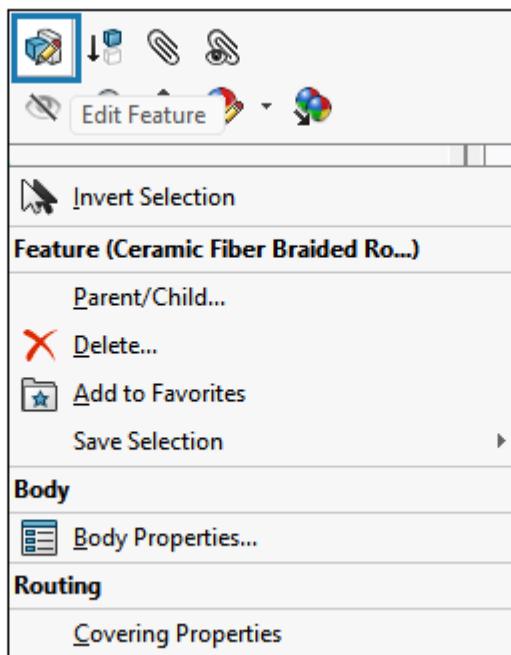 Edit Feature
Invert Selection
Feature (Ceramic Fiber Braided Ro...)
Parent/Child...
Delete...
Add to Favorites
Save Selection
Body
Body Properties...
Routing
Covering Properties